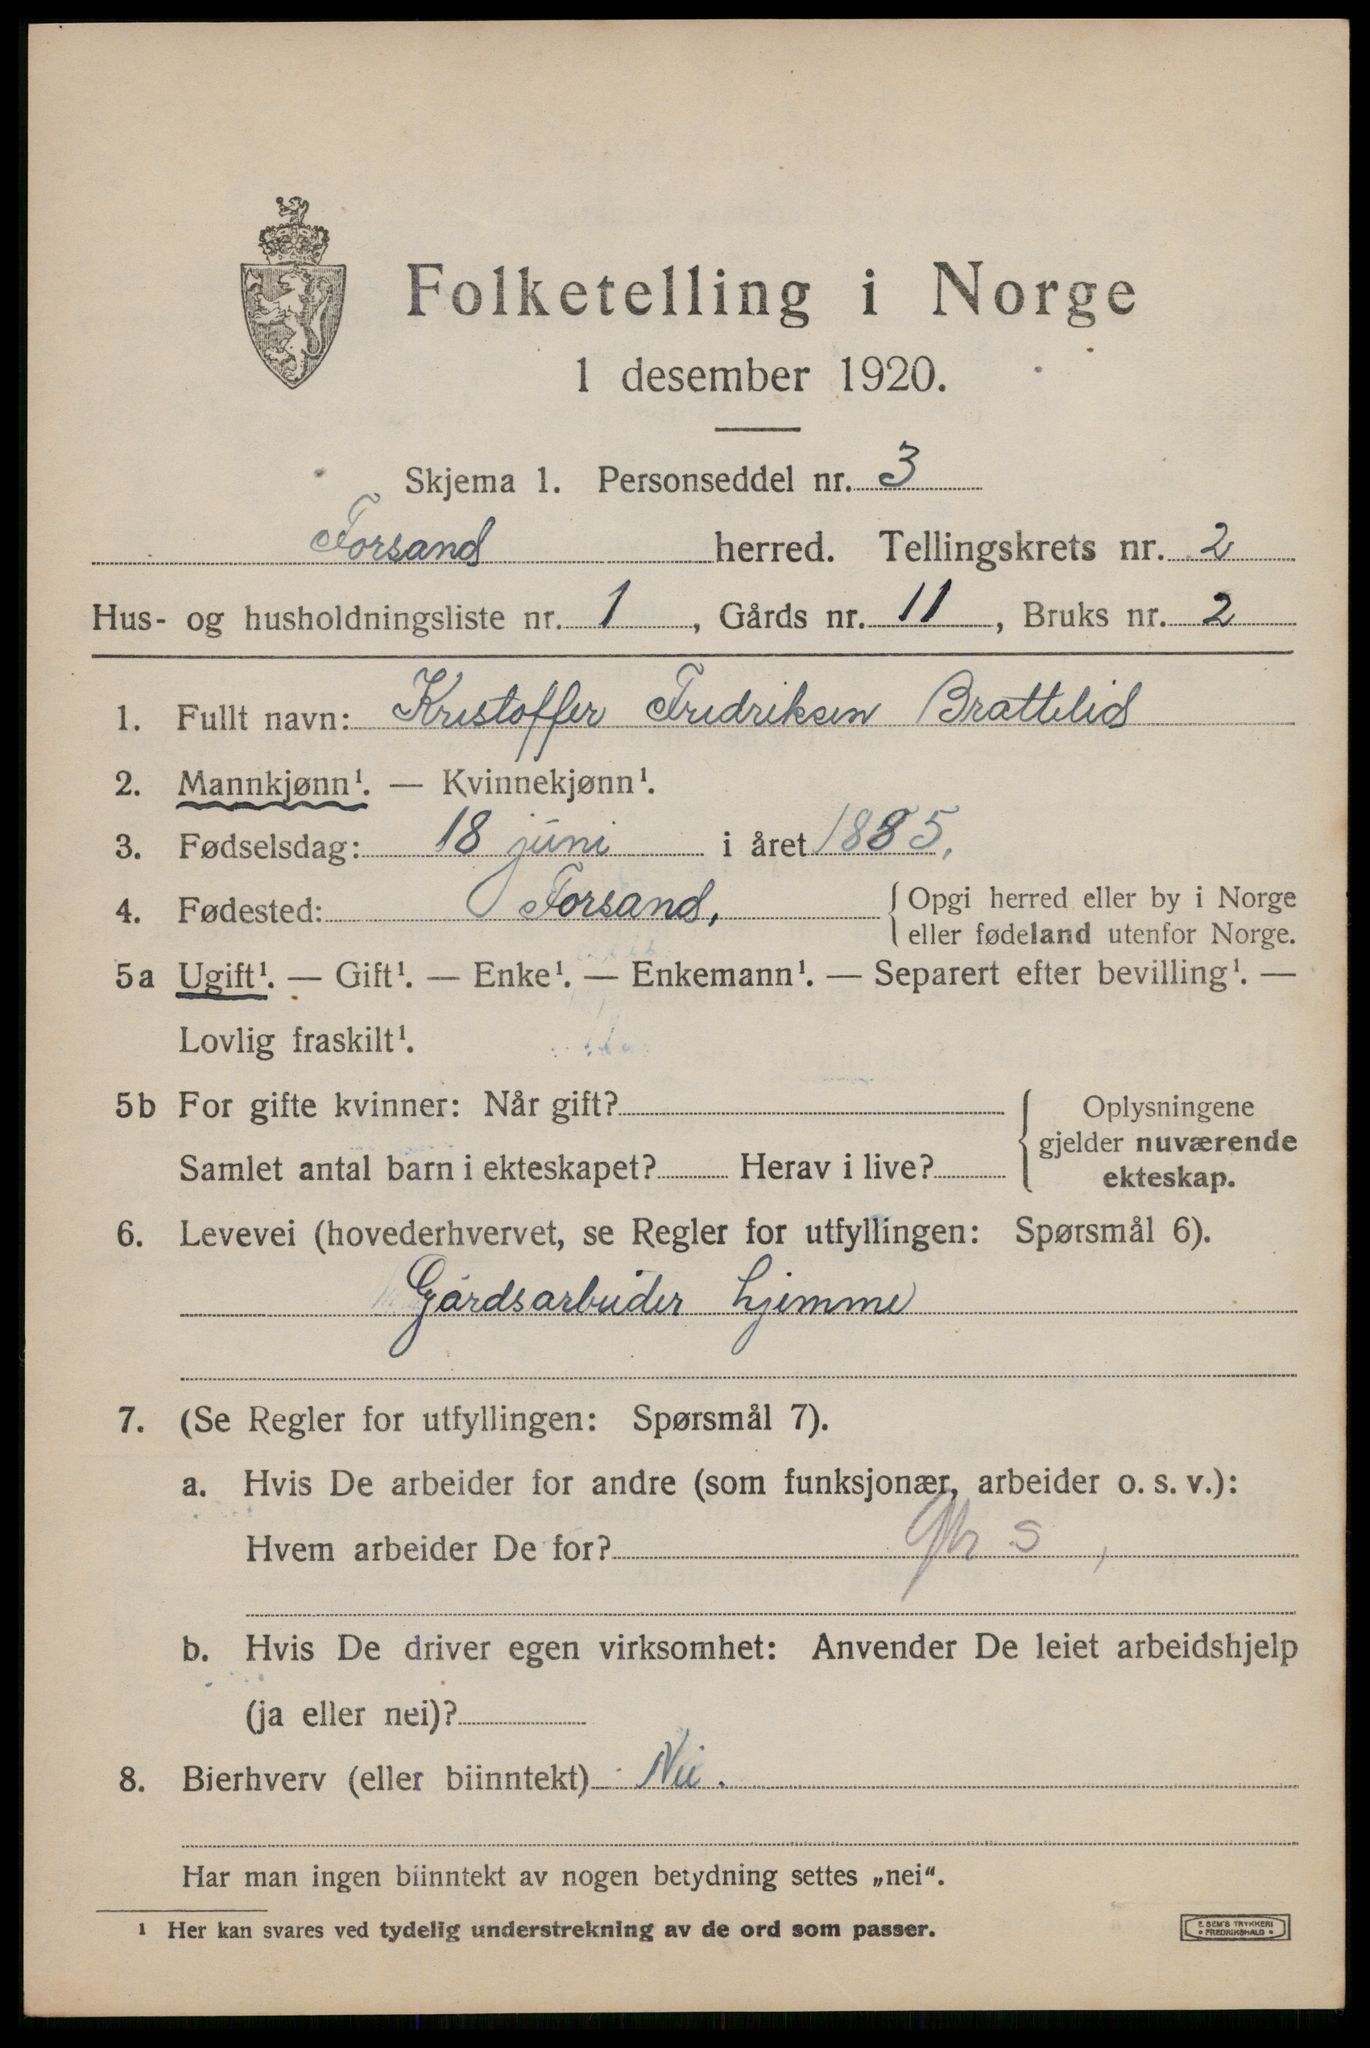 Folketelling i Norge
1 desember 1920.
Skjema 1. Personseddel nr. 3
Forsand herred. Tellingskrets nr. 2
Hus- og husholdningsliste nr. 1, Gårds nr. 11, Bruks nr. 2
1. Fullt navn: Kristoffer Fredriksen Brattelid
2. Mannkjønn¹. — Kvinnekjønn¹.
3. Fødselsdag: 18 juni i året 1885.
4. Fødested: Forsand, { Opgi herred eller by i Norge
eller fødeland utenfor Norge.
5a Ugift¹. — Gift¹. — Enke¹. — Enkemann¹. — Separert efter bevilling¹. —
Lovlig fraskilt¹.
5b For gifte kvinner: Når gift?
Samlet antal barn i ekteskapet? Herav i live?
Oplysningene
gjelder nuværende
ekteskap.
6. Levevei (hovederhvervet, se Regler for utfyllingen: Spørsmål 6).
Gårdsarbeider hjemme
7. (Se Regler for utfyllingen: Spørsmål 7).
a. Hvis De arbeider for andre (som funksjonær, arbeider o. s. v.):
Hvem arbeider De for?
b. Hvis De driver egen virksomhet: Anvender De leiet arbeidshjelp
(ja eller nei)?
8. Bierhverv (eller biinntekt) Nei.
Har man ingen biinntekt av nogen betydning settes „nei“.
¹ Her kan svares ved tydelig understrekning av de ord som passer.
E. SEM'S TRYKKERI
FREDRIKSHALD